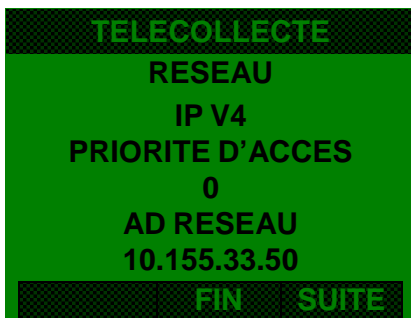 TELECOLLECTE
RESEAU
IP V4
PRIORITE D'ACCES
0
AD RESEAU
10.155.33.50
FIN SUITE